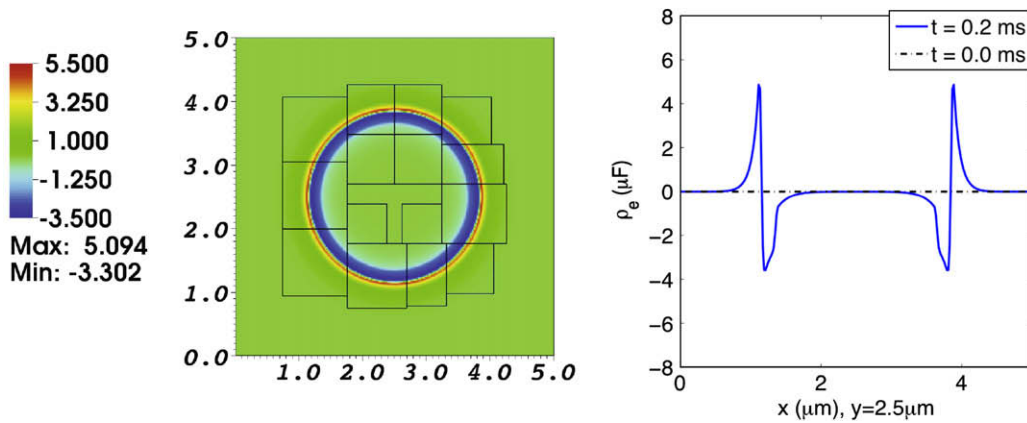 5.500
3.250
1.000
-1.250
-3.500
Max: 5.094
Min: -3.302
5.0
4.0
3.0
2.0
1.0
0.0
1.0 2.0 3.0 4.0 5.0
8
6
4
2
0
−2
−4
−6
−8
ρe (μF)
t = 0.2 ms
t = 0.0 ms
0 2 4
x (μm), y=2.5μm